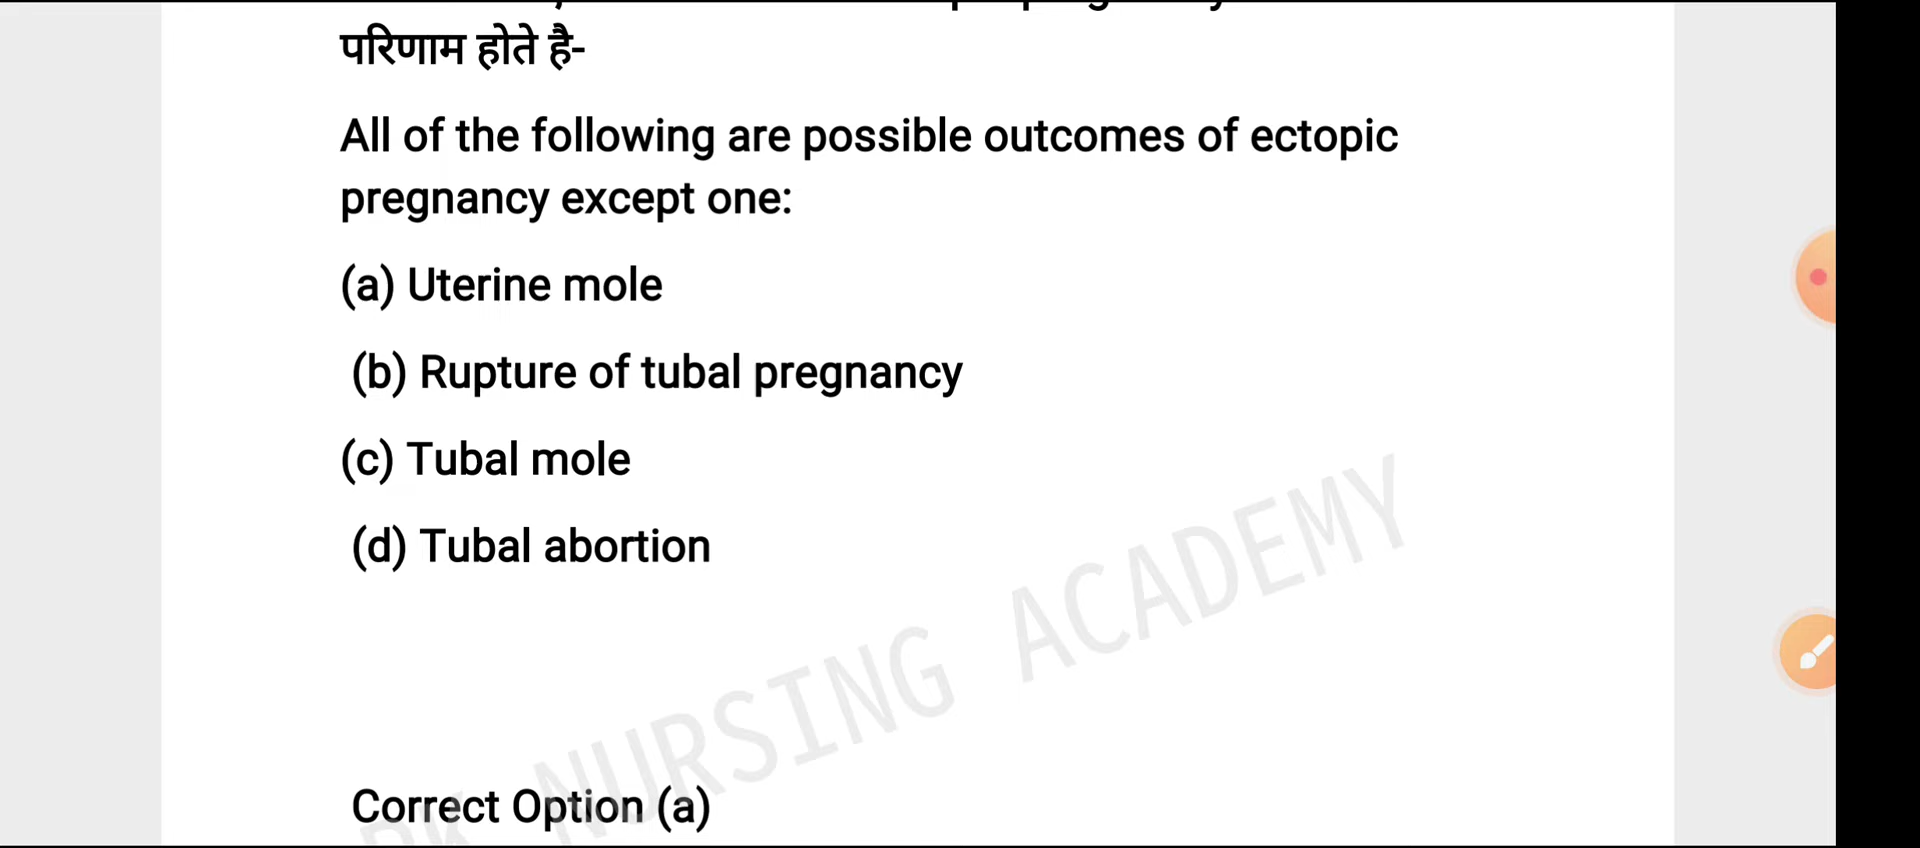 परिणाम होते है-
All of the following are possible outcomes of ectopic
pregnancy except one:
(a) Uterine mole
(b) Rupture of tubal pregnancy
(c) Tubal mole
(d) Tubal abortion
NURSING ACADEMY
Correct Option (a)